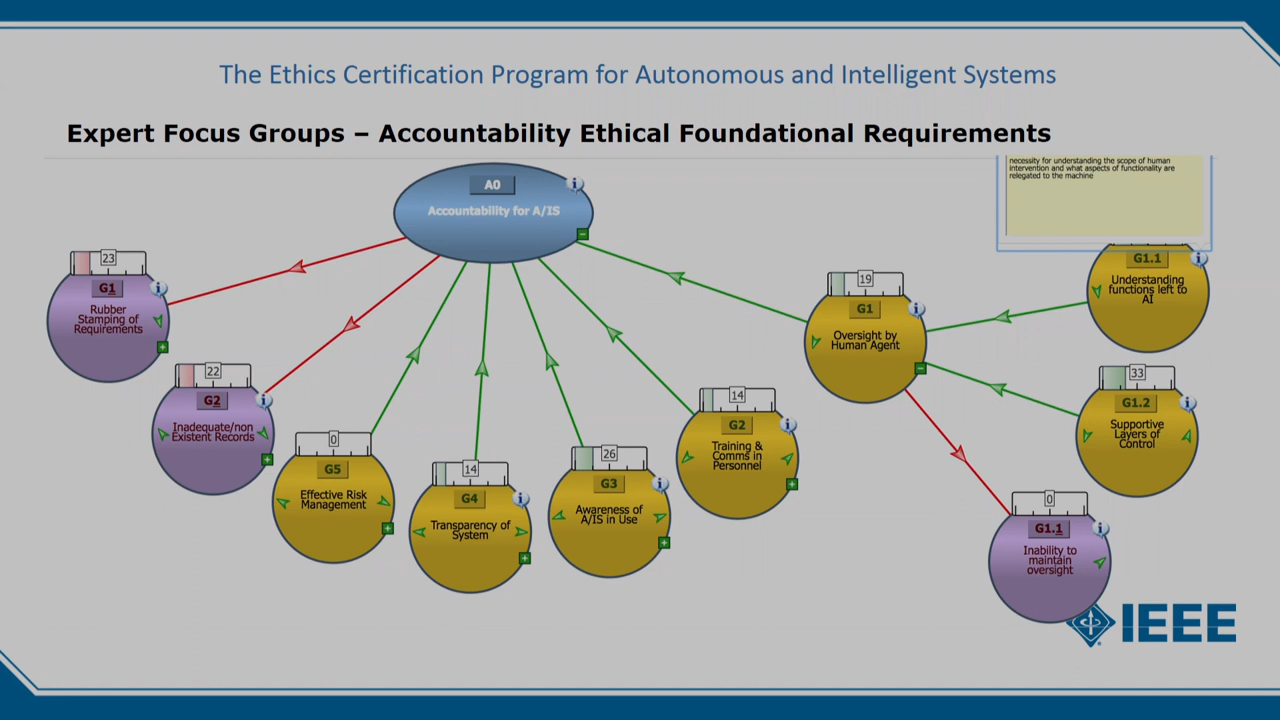 The Ethics Certification Program for Autonomous and Intelligent Systems
Expert Focus Groups – Accountability Ethical Foundational Requirements
necessity for understanding the scope of human
intervention and what aspects of functionality are
relegated to the machine
A0
Accountability for A/IS
23
G1
Rubber
Stamping of
Requirements
22
G2
Inadequate/non
Existent Records
0
G5
Effective Risk
Management
14
G4
Transparency of
System
26
G3
Awareness of
A/IS in Use
14
G2
Training &
Comms in
Personnel
19
G1
Oversight by
Human Agent
G1.1
Understanding
functions left to
AI
33
G1.2
Supportive
Layers of
Control
0
G1.1
Inability to
maintain
oversight
IEEE